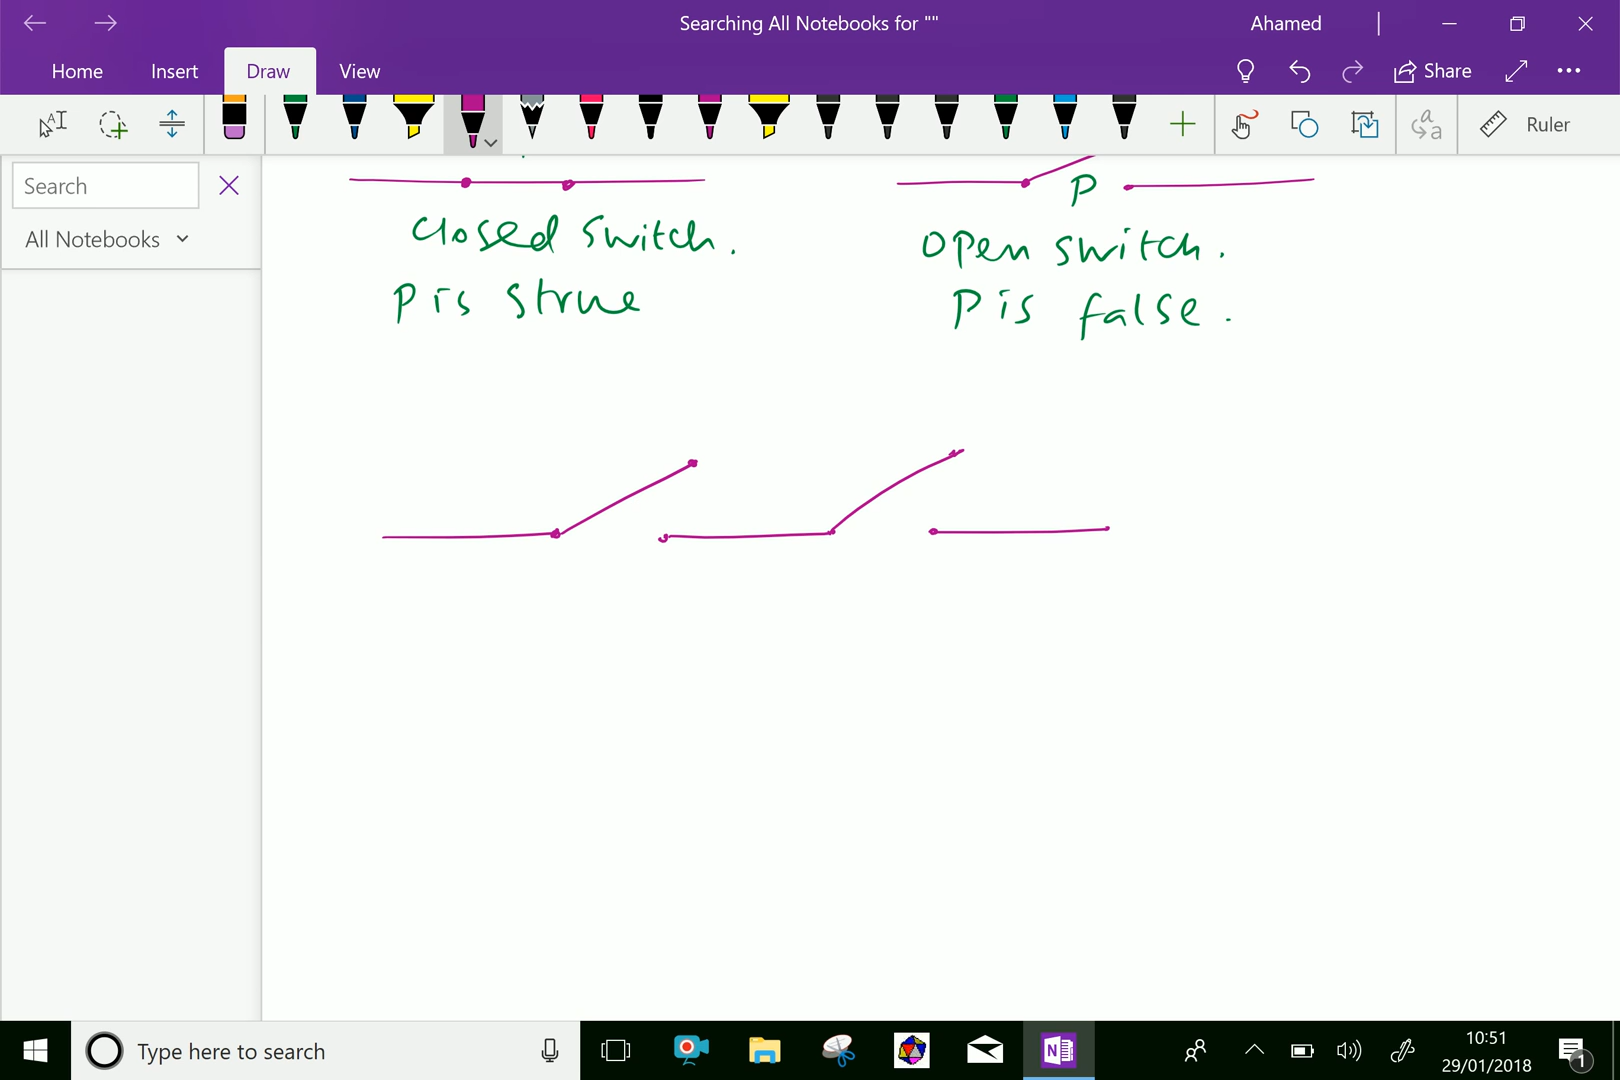 Searching All Notebooks for ""
Ahamed
Home
Insert
Draw
View
Share
Ruler
Search
All Notebooks
P
Closed switch.
Open switch.
P is strue
P is false.
Type here to search
10:51
29/01/2018
1